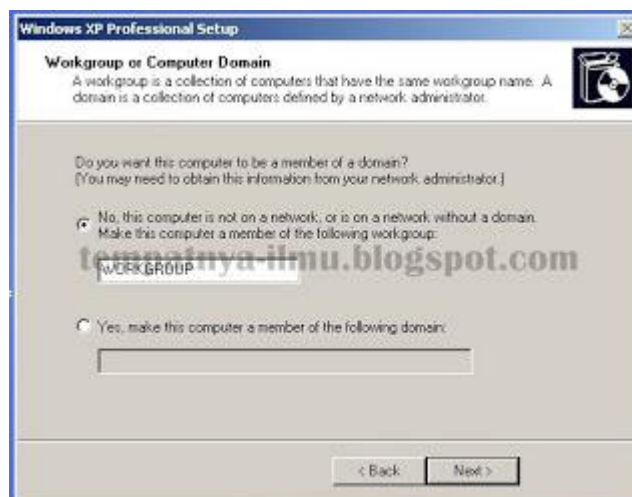 Windows XP Professional Setup
Workgroup or Computer Domain
A workgroup is a collection of computers that have the same workgroup name. A
domain is a collection of computers defined by a network administrator.
Do you want this computer to be a member of a domain?
(You may need to obtain this information from your network administrator.)
No, this computer is not on a network, or is on a network without a domain.
Make this computer a member of the following workgroup:
tempatnya-ilmu.blogspot.com
WORKGROUP
Yes, make this computer a member of the following domain:
< Back
Next >